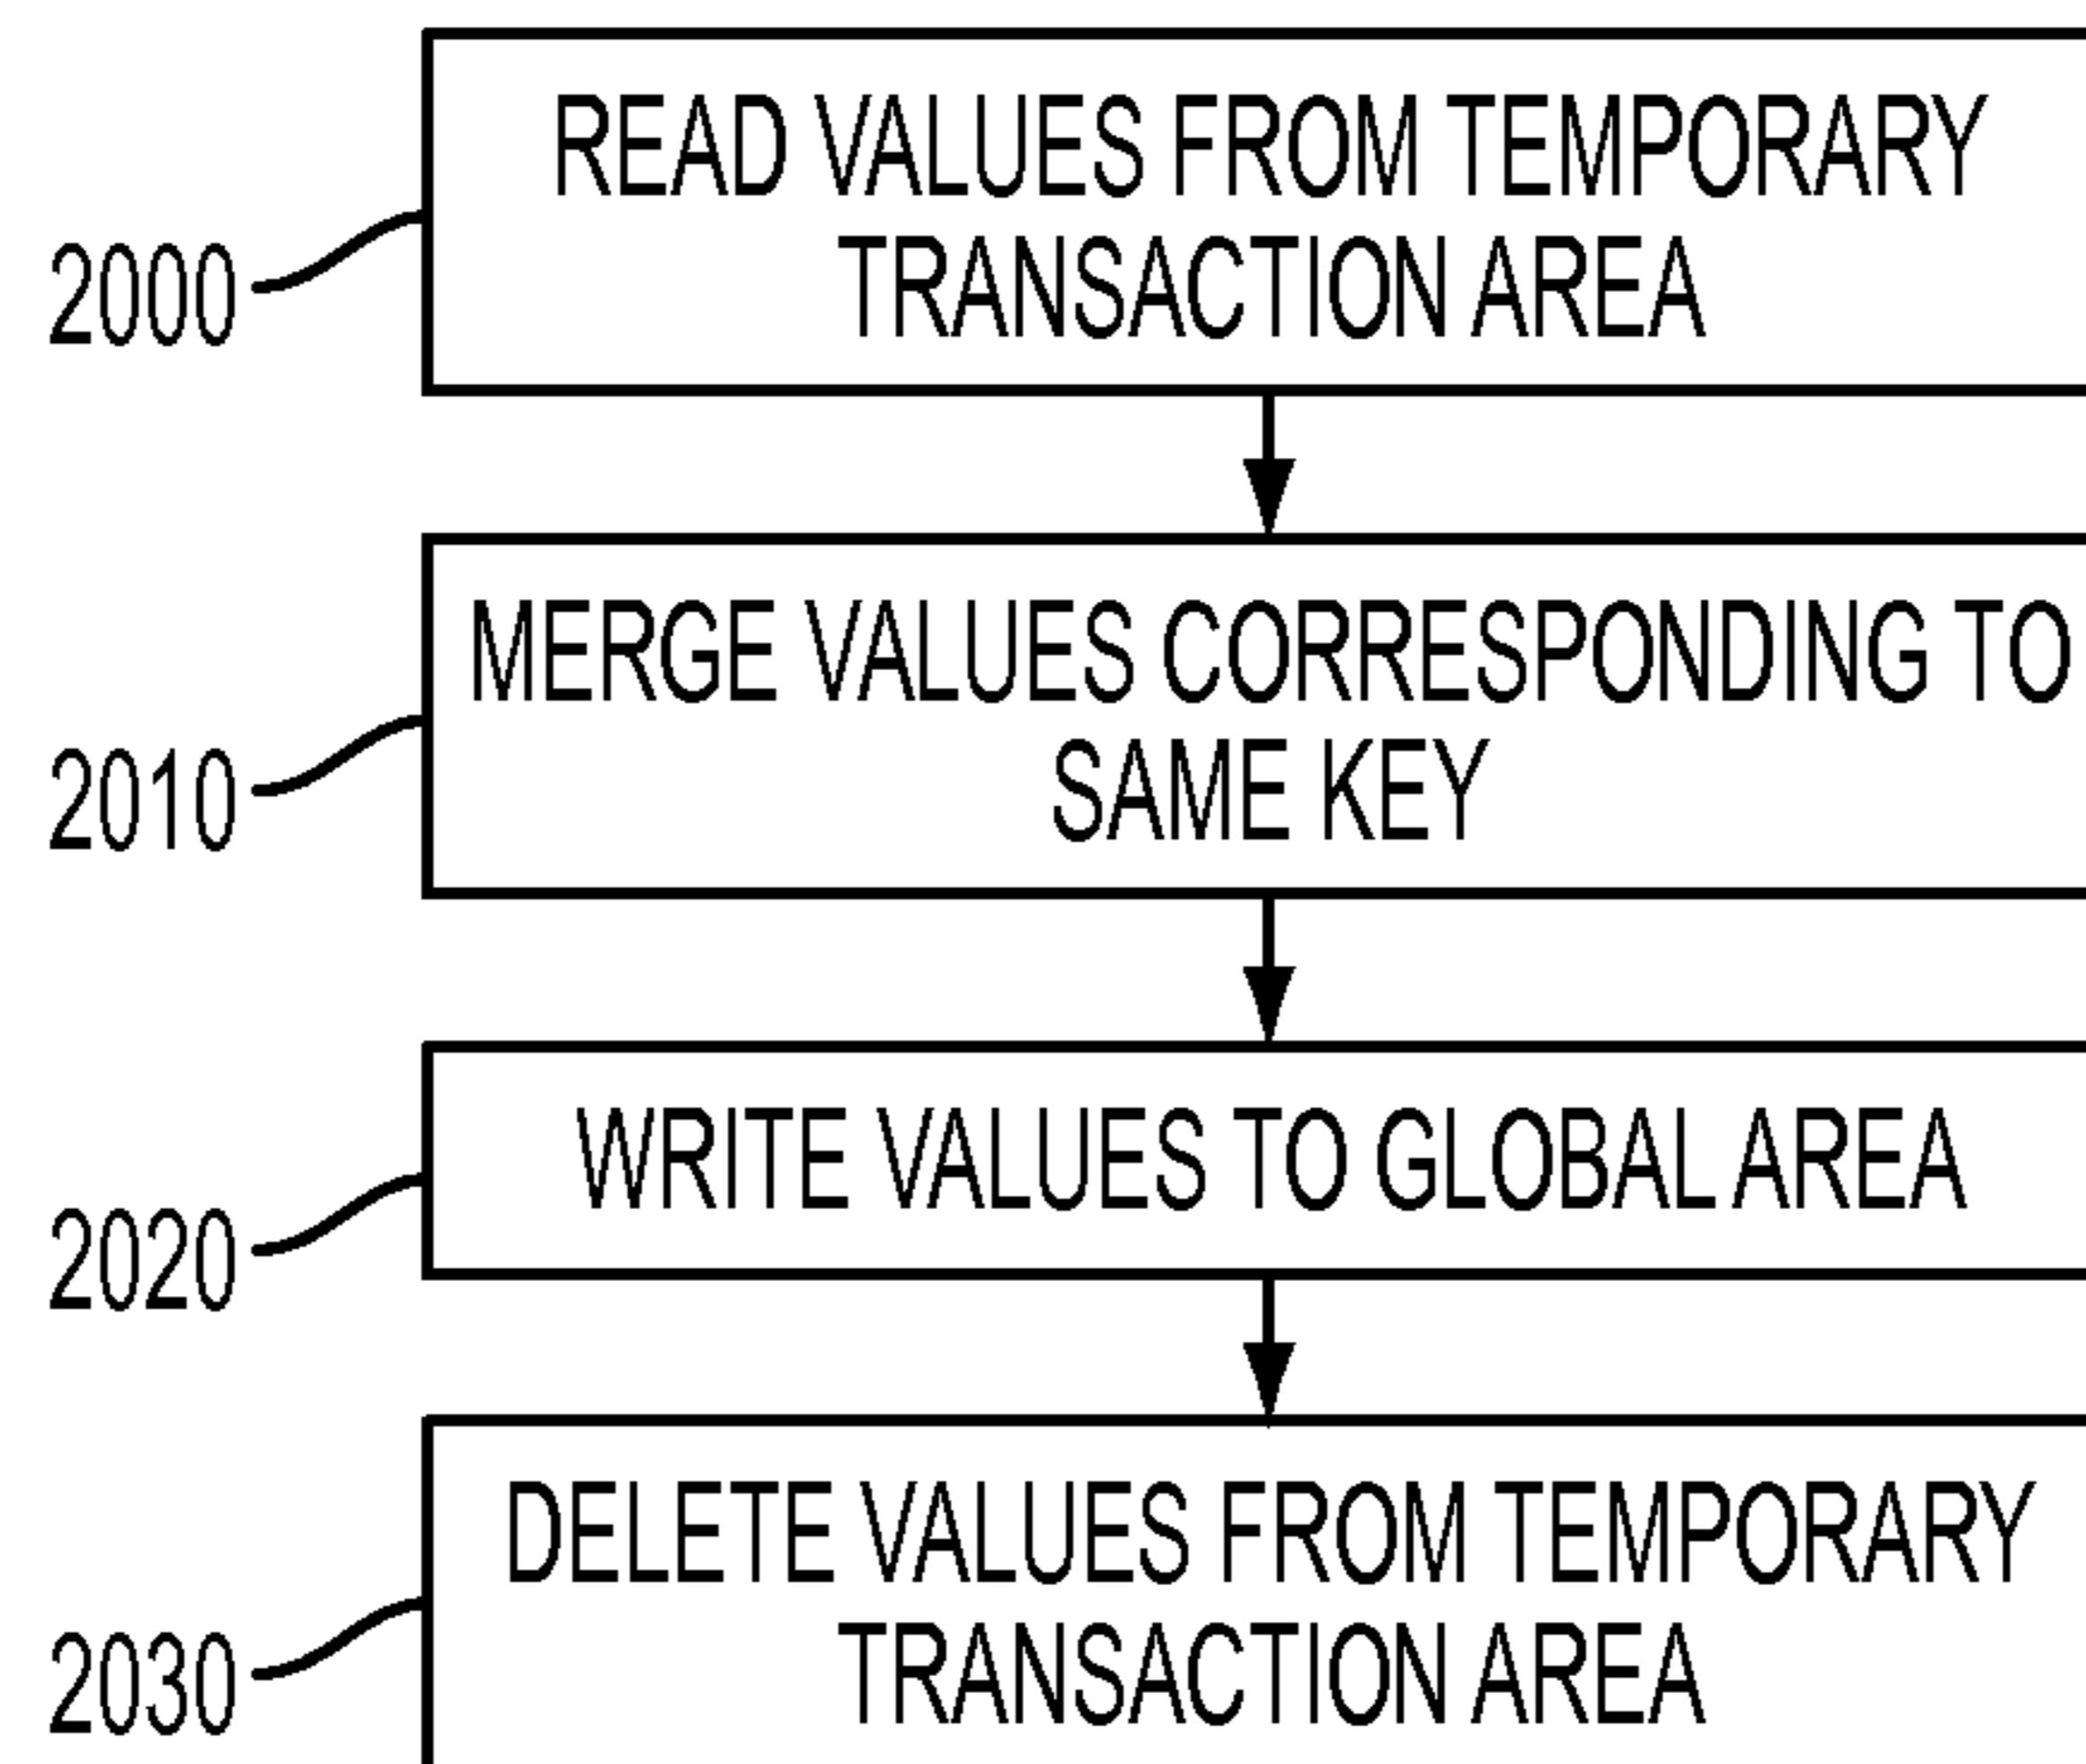 READ VALUES FROM TEMPORARY
TRANSACTION AREA
2000
MERGE VALUES CORRESPONDING TO
SAME KEY
2010
WRITE VALUES TO GLOBAL AREA
2020
DELETE VALUES FROM TEMPORARY
TRANSACTION AREA
2030